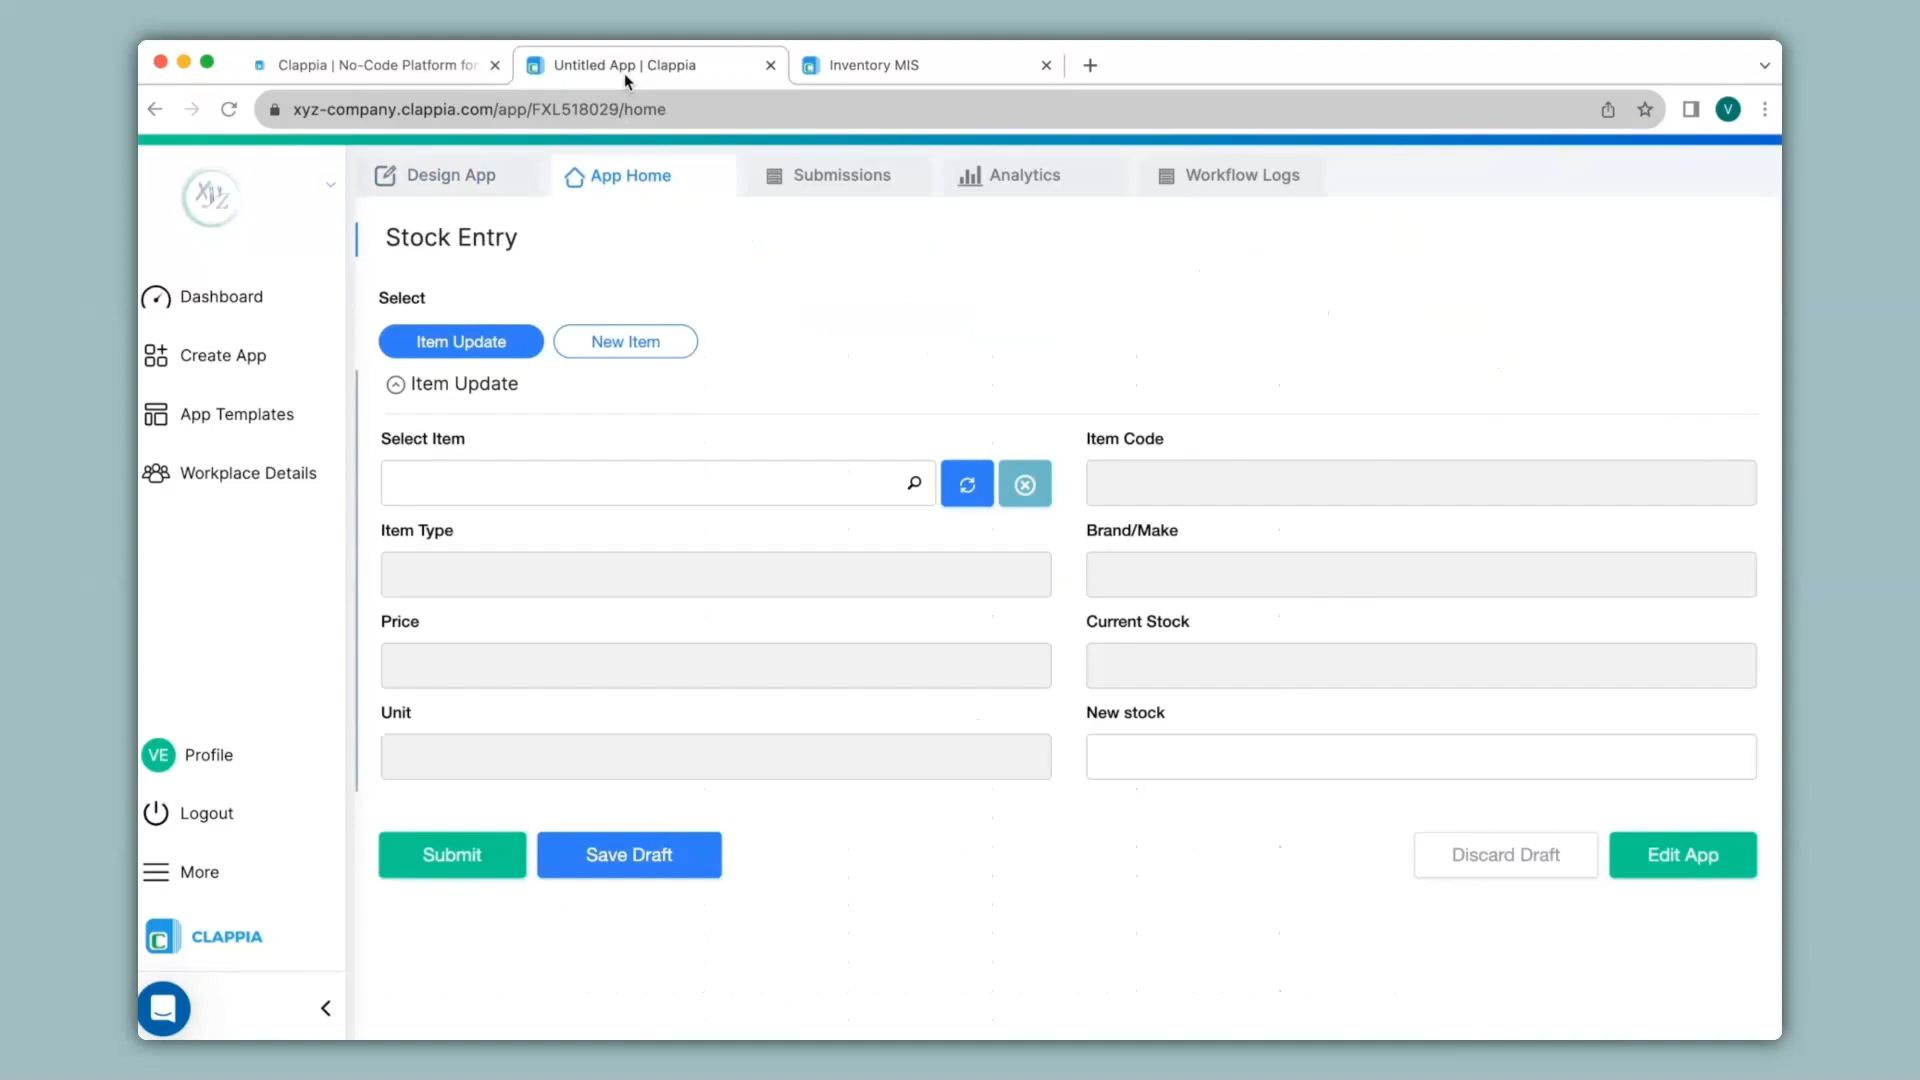 Clappia | No-Code Platform for
Untitled App | Clappia
Inventory MIS
xyz-company.clappia.com/app/FXL518029/home
V
xyz
Design App
App Home
Submissions
Analytics
Workflow Logs
Stock Entry
Select
Item Update
New Item
Item Update
Select Item
Item Code
Item Type
Brand/Make
Price
Current Stock
Unit
New stock
Submit
Save Draft
Discard Draft
Edit App
Dashboard
Create App
App Templates
Workplace Details
VE
Profile
Logout
More
C
CLAPPIA